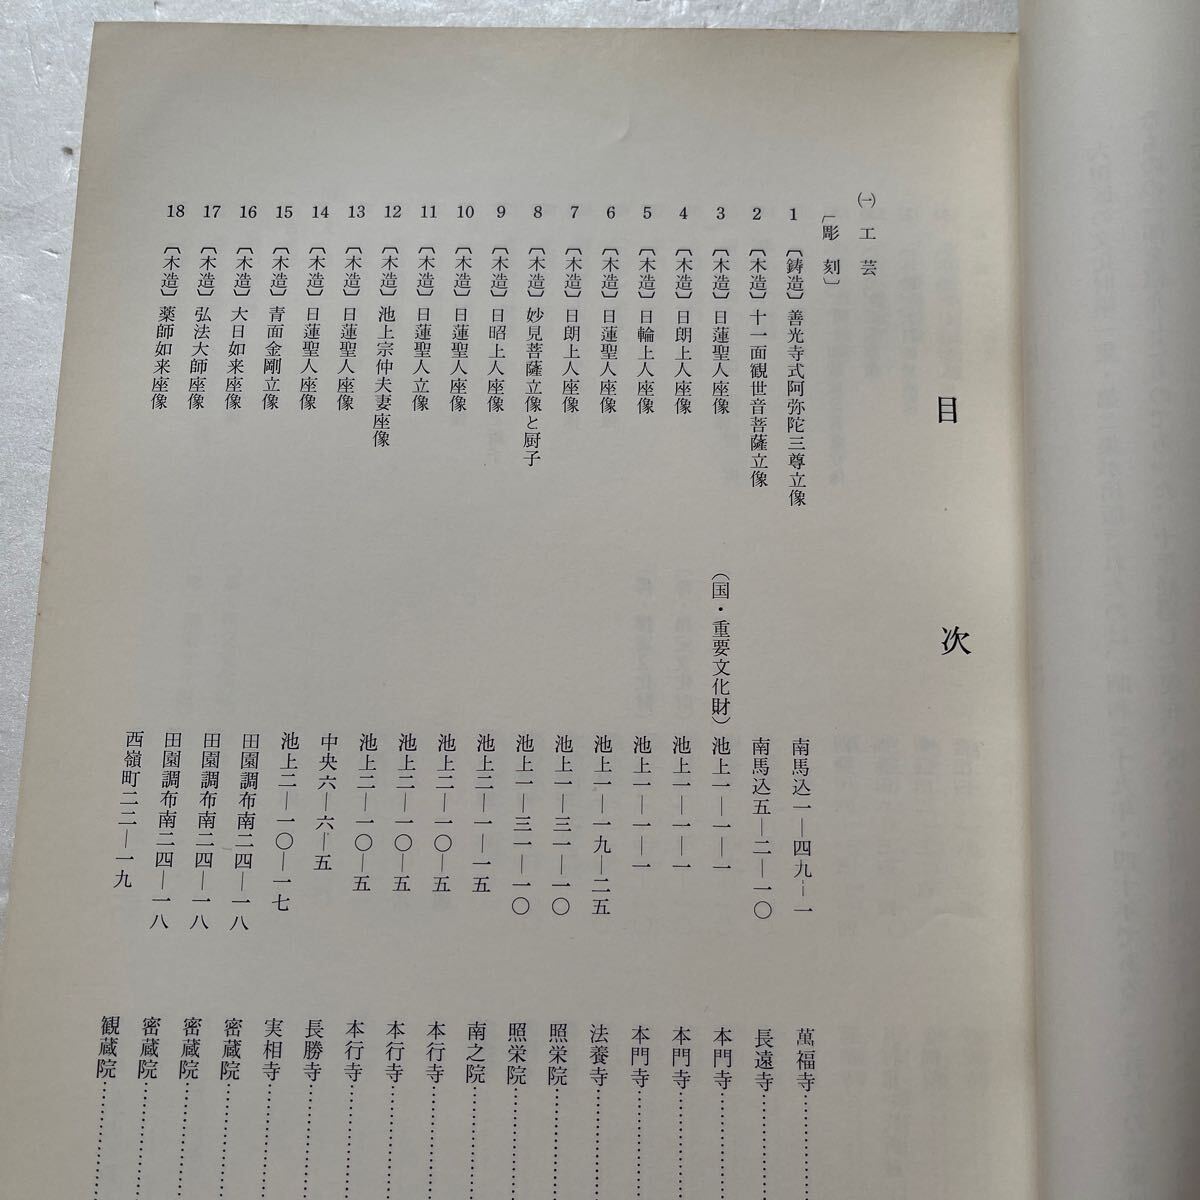 目次
㈠工芸
〔彫刻〕
1 〔鋳造〕善光寺式阿弥陀三尊立像 南馬込一―四九―一 萬福寺……………
2 〔木造〕十一面観世音菩薩立像 南馬込五―二―一〇 長遠寺……………
3 〔木造〕日蓮聖人座像 (国・重要文化財) 池上一―一―一 本門寺……………
4 〔木造〕日朗上人座像 池上一―一―一 本門寺……………
5 〔木造〕日輪上人座像 池上一―一―一 本門寺……………
6 〔木造〕日蓮聖人座像 池上一―一九―二五 法養寺……………
7 〔木造〕日朗上人座像 池上一―三一―一〇 照栄院……………
8 〔木造〕妙見菩薩立像と厨子 池上一―三一―一〇 照栄院……………
9 〔木造〕日昭上人座像 池上二―一―一五 南之院……………
10 〔木造〕日蓮聖人座像 池上二―一〇―五 本行寺……………
11 〔木造〕日蓮聖人立像 池上二―一〇―五 本行寺……………
12 〔木造〕池上宗仲夫妻座像 池上二―一〇―五 本行寺……………
13 〔木造〕日蓮聖人座像 中央六―六―五 長勝寺……………
14 〔木造〕日蓮聖人座像 池上二―一〇―一七 実相寺……………
15 〔木造〕青面金剛立像 田園調布南二四―一八 密蔵院……………
16 〔木造〕大日如来座像 田園調布南二四―一八 密蔵院……………
17 〔木造〕弘法大師座像 田園調布南二四―一八 密蔵院……………
18 〔木造〕薬師如来座像 西嶺町二二―一九 観蔵院……………